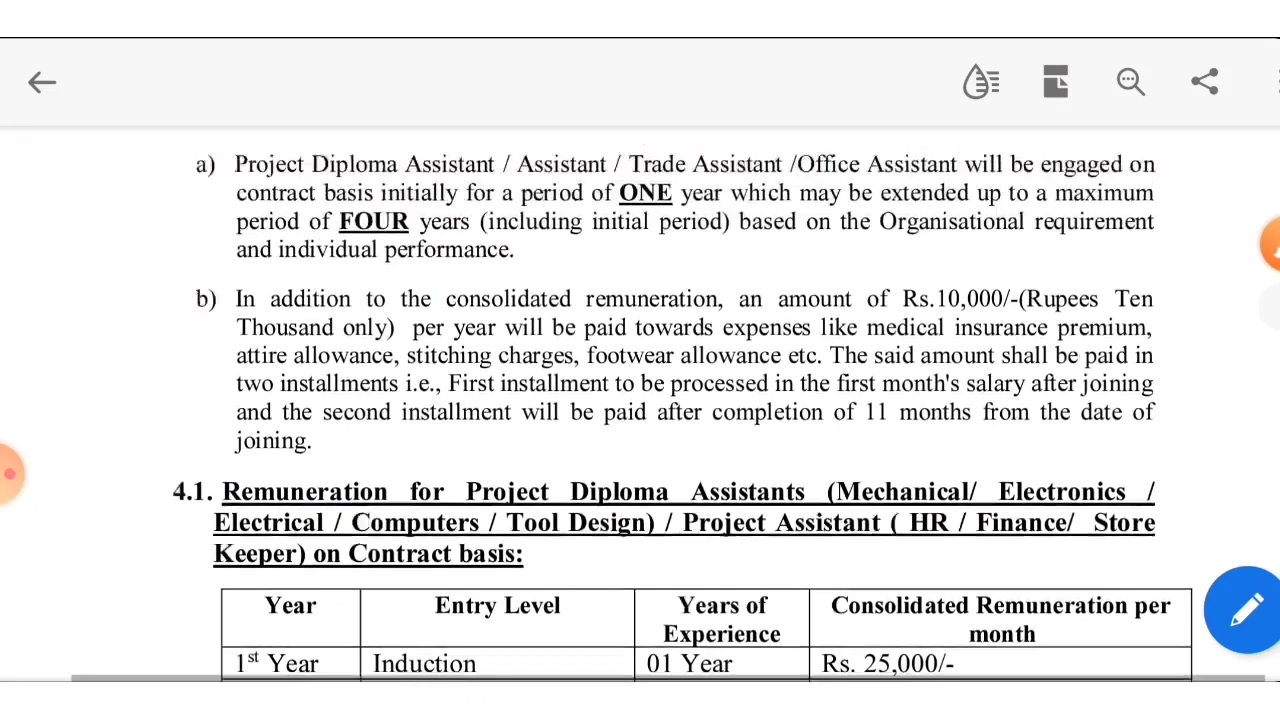 a) Project Diploma Assistant / Assistant / Trade Assistant /Office Assistant will be engaged on
contract basis initially for a period of ONE year which may be extended up to a maximum
period of FOUR years (including initial period) based on the Organisational requirement
and individual performance.
b) In addition to the consolidated remuneration, an amount of Rs.10,000/-(Rupees Ten
Thousand only) per year will be paid towards expenses like medical insurance premium,
attire allowance, stitching charges, footwear allowance etc. The said amount shall be paid in
two installments i.e., First installment to be processed in the first month's salary after joining
and the second installment will be paid after completion of 11 months from the date of
joining.
4.1. Remuneration for Project Diploma Assistants (Mechanical/ Electronics /
Electrical / Computers / Tool Design) / Project Assistant ( HR / Finance/ Store
Keeper) on Contract basis:
Year Entry Level Years of Experience Consolidated Remuneration per month
1st Year Induction 01 Year Rs. 25,000/-